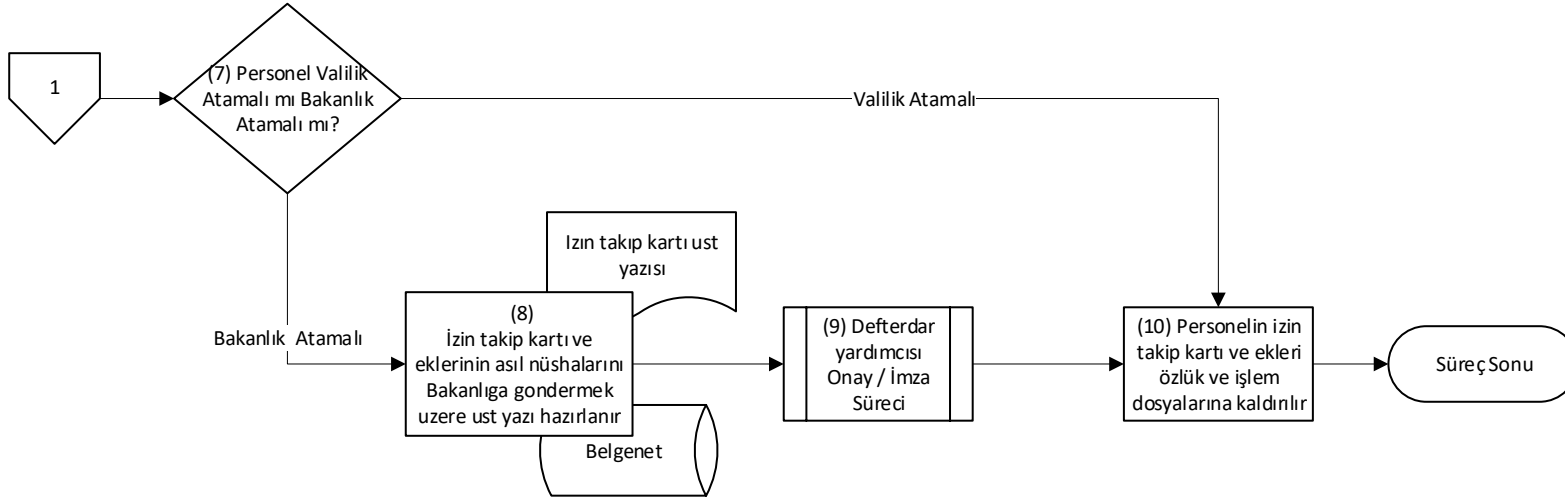 1
(7) Personel Valilik
Atamalı mı Bakanlık
Atamalı mı?
Valilik Atamalı
Bakanlık Atamalı
Izın takıp kartı ust
yazısı
(8)
İzin takip kartı ve
eklerinin asıl nüshalarını
Bakanlıga gondermek
uzere ust yazı hazırlanır
Belgenet
(9) Defterdar
yardımcısı
Onay / İmza
Süreci
(10) Personelin izin
takip kartı ve ekleri
özlük ve işlem
dosyalarına kaldırılır
Süreç Sonu